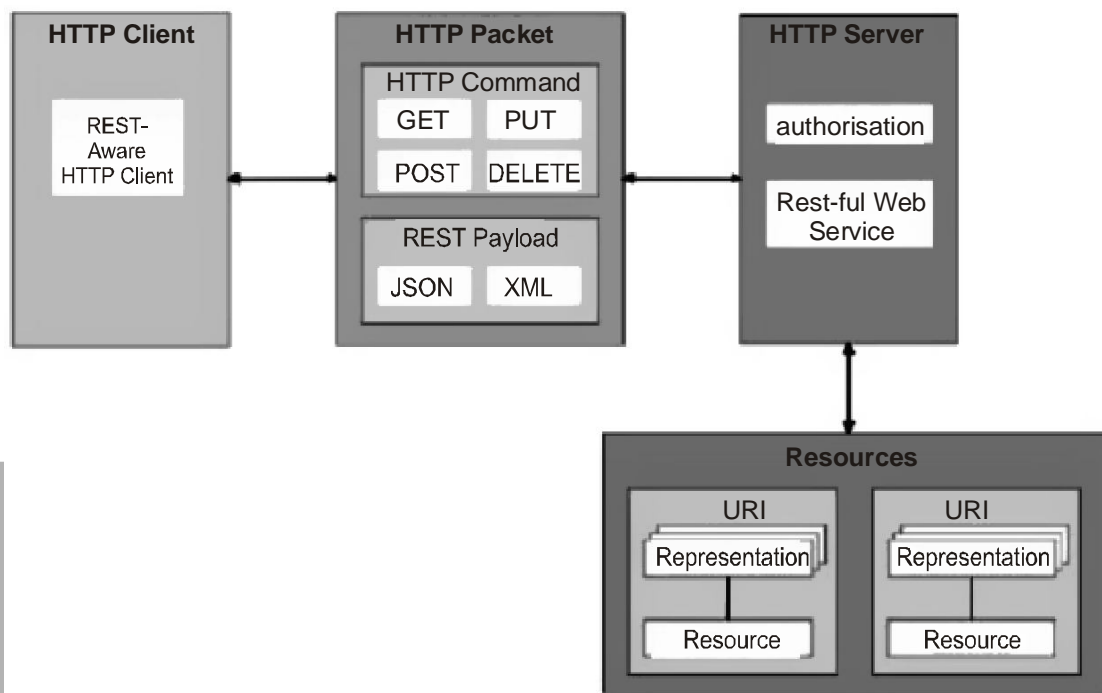 HTTP Client
REST-
Aware
HTTP Client
HTTP Packet
HTTP Command
GET
PUT
POST
DELETE
REST Payload
JSON
XML
HTTP Server
authorisation
Rest-ful Web
Service
Resources
URI
Representation
Resource
URI
Representation
Resource